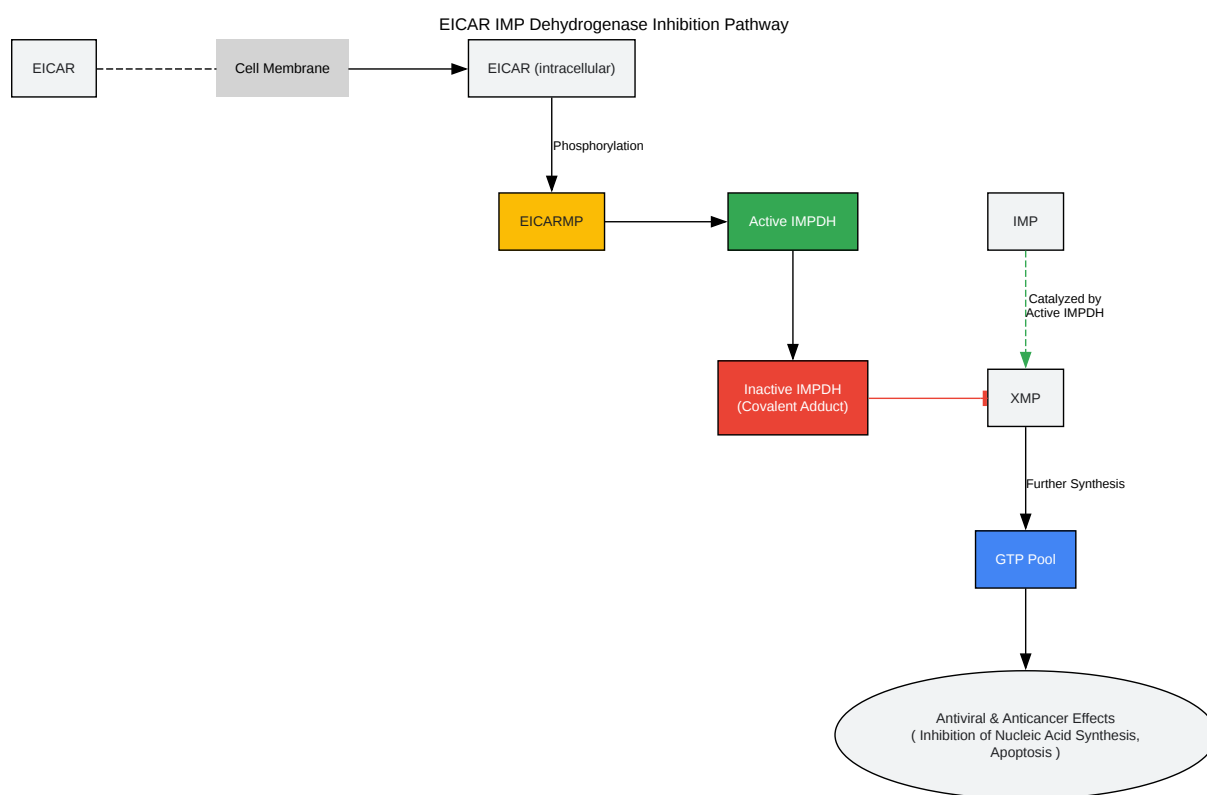 EICAR IMP Dehydrogenase Inhibition Pathway
EICAR
Cell Membrane
EICAR (intracellular)
Phosphorylation
EICARMP
Active IMPDH
IMP
Catalyzed by
Active IMPDH
Inactive IMPDH
(Covalent Adduct)
XMP
Further Synthesis
GTP Pool
Antiviral & Anticancer Effects
( Inhibition of Nucleic Acid Synthesis,
Apoptosis )